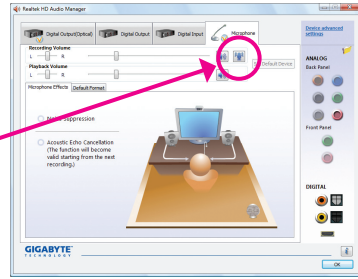 Realtek HD Audio Manager
Digital Output(Optical)
Digital Output
Digital Input
Microphone
Device advanced
settings
Recording Volume
L R
Default Device
Playback Volume
L R
Microphone Effects
Default Format
Suppression
Acoustic Echo Cancellation
(The function will become
valid starting from the next
recording.)
ANALOG
Back Panel
Front Panel
DIGITAL
GIGABYTE
TECHNOLOGY
i
OK